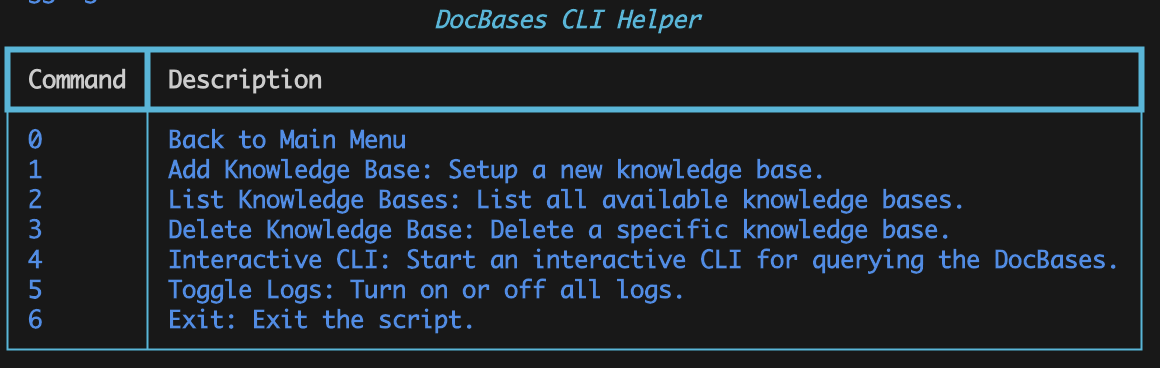 DocBases CLI Helper
Command Description
0 Back to Main Menu
1 Add Knowledge Base: Setup a new knowledge base.
2 List Knowledge Bases: List all available knowledge bases.
3 Delete Knowledge Base: Delete a specific knowledge base.
4 Interactive CLI: Start an interactive CLI for querying the DocBases.
5 Toggle Logs: Turn on or off all logs.
6 Exit: Exit the script.